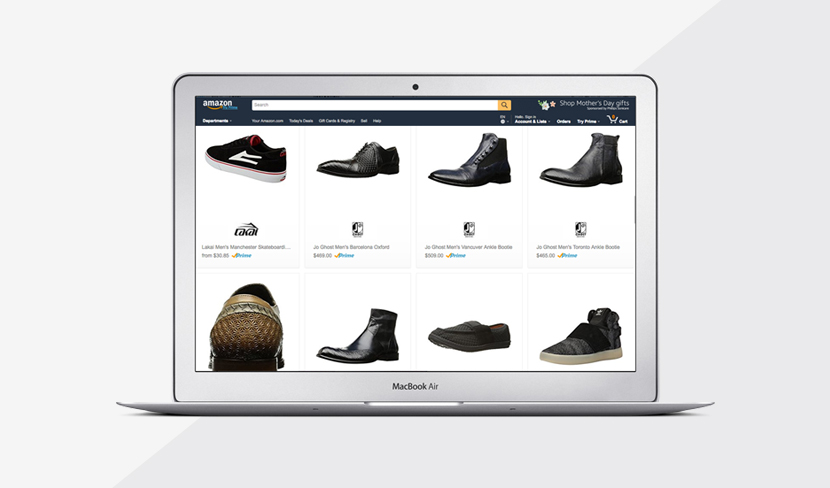 amazon
Search
Shop Mother's Day gifts
Departments
Your Amazon.com
Today's Deals
Gift Cards & Registry
Sell
Help
EN
Hello. Sign in
Account & Lists
Orders
Try Prime
0
Cart
Lakai
Lakai Men's Manchester Skateboardi...
from $30.85 Prime
Jo Ghost Men's Barcelona Oxford
$469.00 Prime
Jo Ghost Men's Vancuver Ankle Bootie
$509.00 Prime
Jo Ghost Men's Toronto Ankle Bootie
$465.00 Prime
MacBook Air